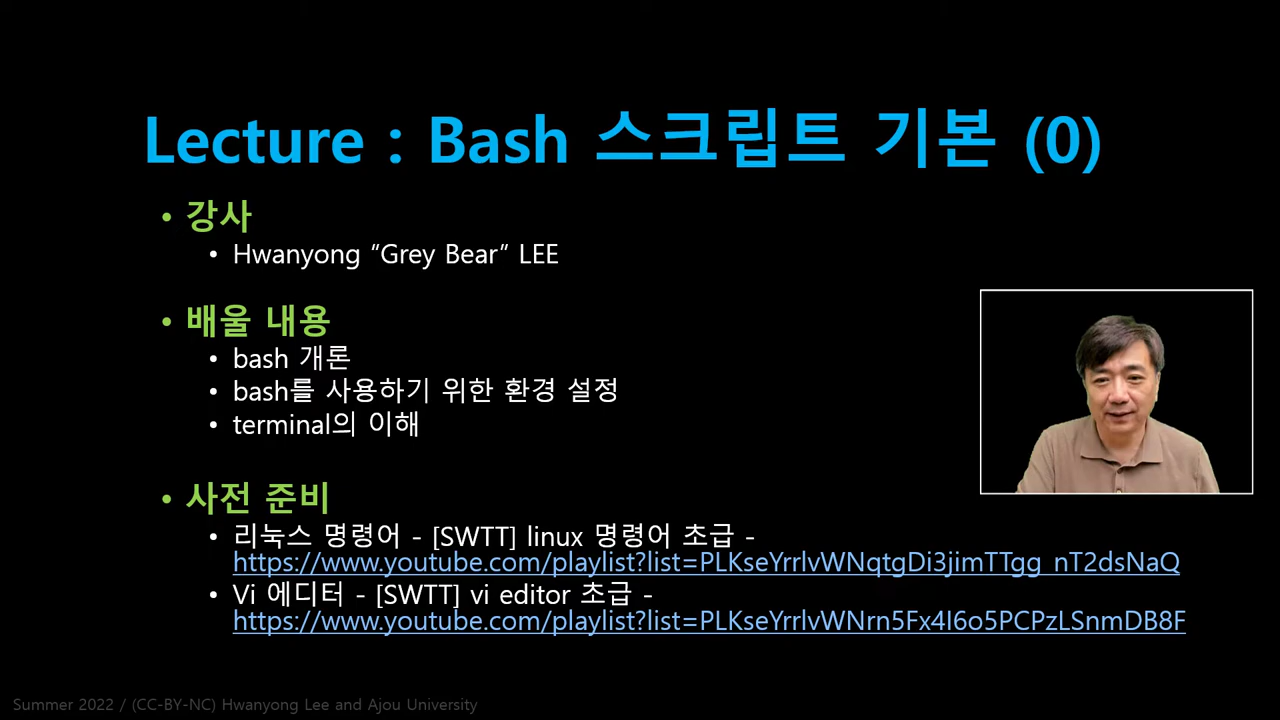 Lecture : Bash 스크립트 기본 (0)
• 강사
• Hwanyong “Grey Bear” LEE
• 배울 내용
• bash 개론
• bash를 사용하기 위한 환경 설정
• terminal의 이해
• 사전 준비
• 리눅스 명령어 - [SWTT] linux 명령어 초급 -
https://www.youtube.com/playlist?list=PLKseYrrlvWNqtgDi3jimTTgg_nT2dsNaQ
• Vi 에디터 - [SWTT] vi editor 초급 -
https://www.youtube.com/playlist?list=PLKseYrrlvWNrn5Fx4I6o5PCPzLSnmDB8F
Summer 2022 / (CC-BY-NC) Hwanyong Lee and Ajou University